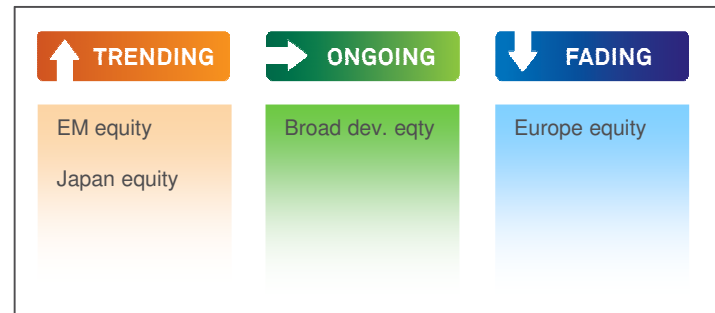 TRENDING
EM equity
Japan equity
ONGOING
Broad dev. eqty
FADING
Europe equity